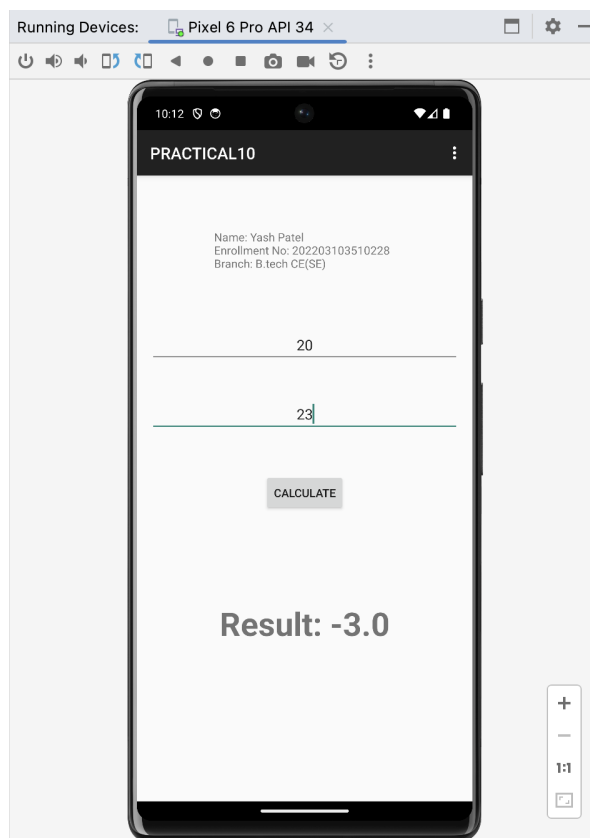 Running Devices: Pixel 6 Pro API 34
10:12
PRACTICAL10
Name: Yash Patel
Enrollment No: 202203103510228
Branch: B.tech CE(SE)
20
23
CALCULATE
Result: -3.0
1:1